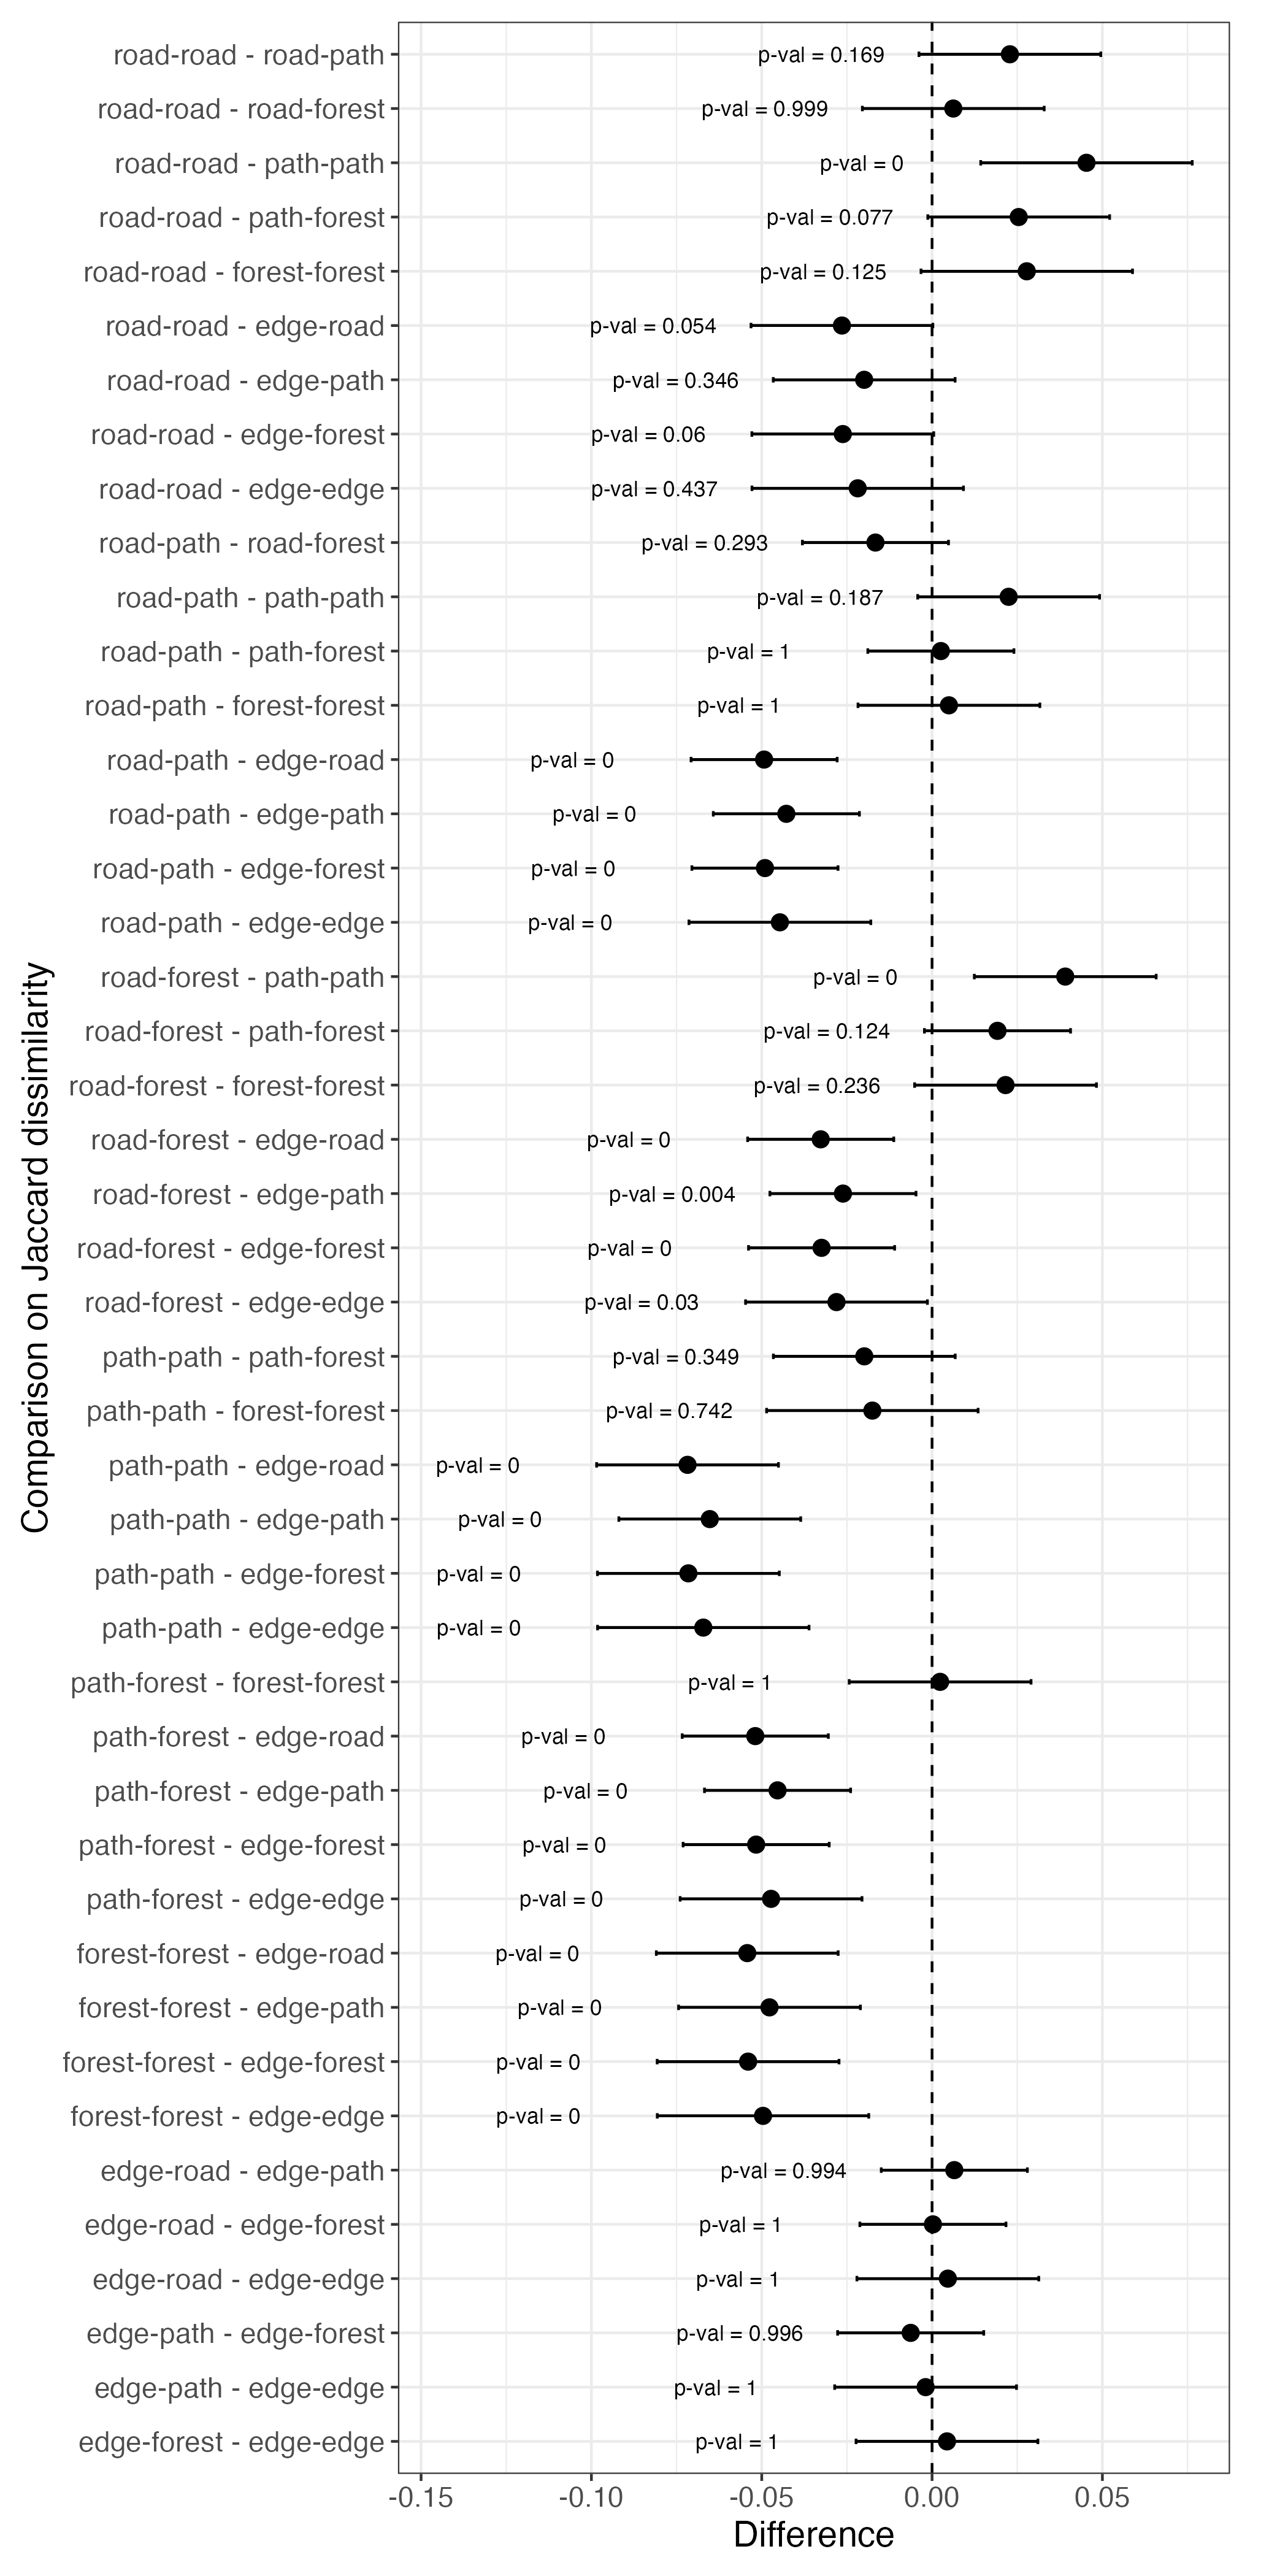 Comparison on Jaccard dissimilarity
road-road - road-path p-val = 0.169
road-road - road-forest p-val = 0.999
road-road - path-path p-val = 0
road-road - path-forest p-val = 0.077
road-road - forest-forest p-val = 0.125
road-road - edge-road p-val = 0.054
road-road - edge-path p-val = 0.346
road-road - edge-forest p-val = 0.06
road-road - edge-edge p-val = 0.437
road-path - road-forest p-val = 0.293
road-path - path-path p-val = 0.187
road-path - path-forest p-val = 1
road-path - forest-forest p-val = 1
road-path - edge-road p-val = 0
road-path - edge-path p-val = 0
road-path - edge-forest p-val = 0
road-path - edge-edge p-val = 0
road-forest - path-path p-val = 0
road-forest - path-forest p-val = 0.124
road-forest - forest-forest p-val = 0.236
road-forest - edge-road p-val = 0
road-forest - edge-path p-val = 0.004
road-forest - edge-forest p-val = 0
road-forest - edge-edge p-val = 0.03
path-path - path-forest p-val = 0.349
path-path - forest-forest p-val = 0.742
path-path - edge-road p-val = 0
path-path - edge-path p-val = 0
path-path - edge-forest p-val = 0
path-path - edge-edge p-val = 0
path-forest - forest-forest p-val = 1
path-forest - edge-road p-val = 0
path-forest - edge-path p-val = 0
path-forest - edge-forest p-val = 0
path-forest - edge-edge p-val = 0
forest-forest - edge-road p-val = 0
forest-forest - edge-path p-val = 0
forest-forest - edge-forest p-val = 0
forest-forest - edge-edge p-val = 0
edge-road - edge-path p-val = 0.994
edge-road - edge-forest p-val = 1
edge-road - edge-edge p-val = 1
edge-path - edge-forest p-val = 0.996
edge-path - edge-edge p-val = 1
edge-forest - edge-edge p-val = 1
-0.15 -0.10 -0.05 0.00 0.05
Difference